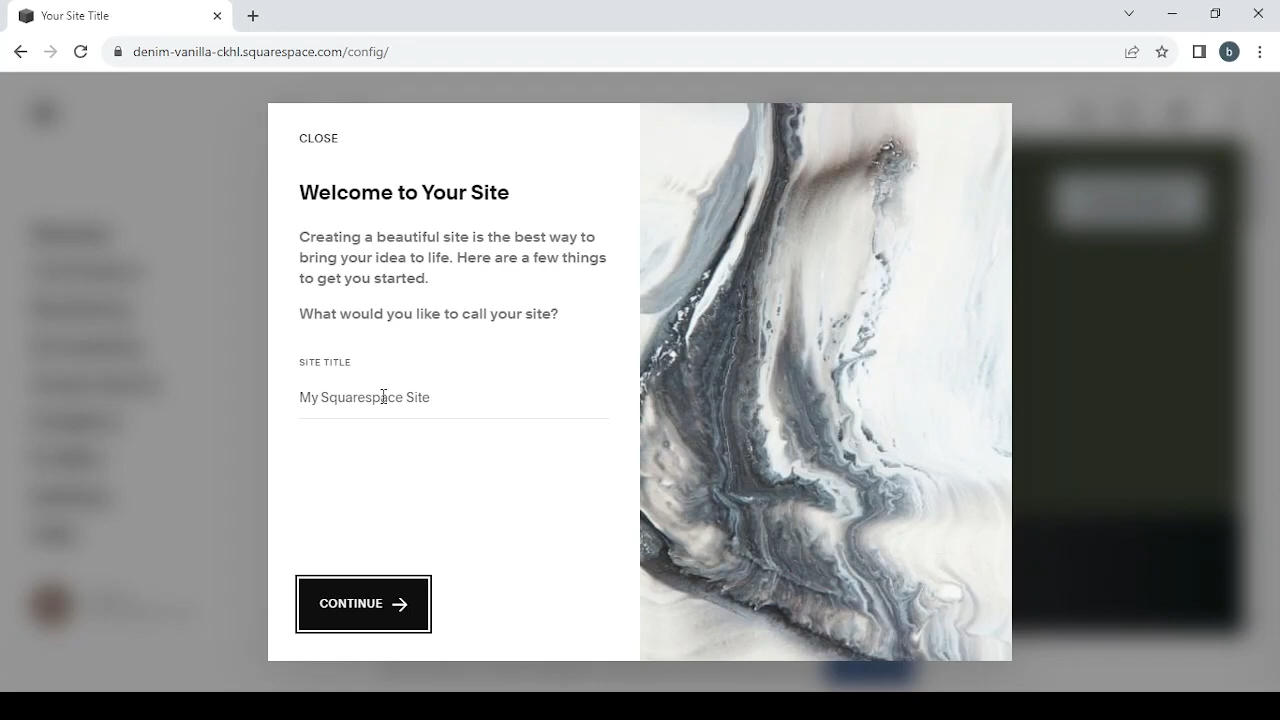 Your Site Title
denim-vanilla-ckhl.squarespace.com/config/
b
CLOSE
Welcome to Your Site
Creating a beautiful site is the best way to
bring your idea to life. Here are a few things
to get you started.
What would you like to call your site?
SITE TITLE
My Squarespace Site
CONTINUE